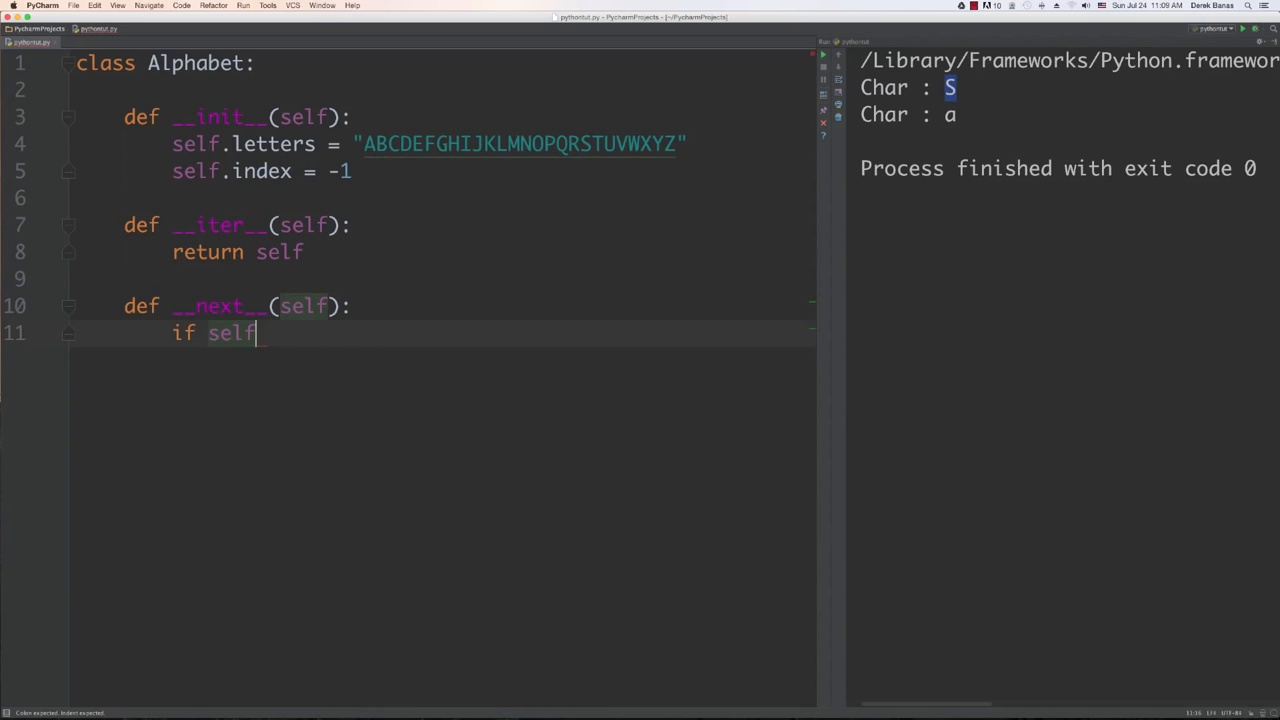 PyCharm File Edit View Navigate Code Refactor Run Tools VCS Window Help 10 Sun Jul 24 11:09 AM Derek Banas
pythontut.py - PycharmProjects - [~/PycharmProjects]
PycharmProjects pythontut.py pythontut
pythontut.py Run: pythontut
1 class Alphabet:
2
3 def __init__(self):
4 self.letters = "ABCDEFGHIJKLMNOPQRSTUVWXYZ"
5 self.index = -1
6
7 def __iter__(self):
8 return self
9
10 def __next__(self):
11 if self
/Library/Frameworks/Python.framewor
Char : S
Char : a
Process finished with exit code 0
Colon expected. Indent expected. 11:16 LF÷ UTF-8÷